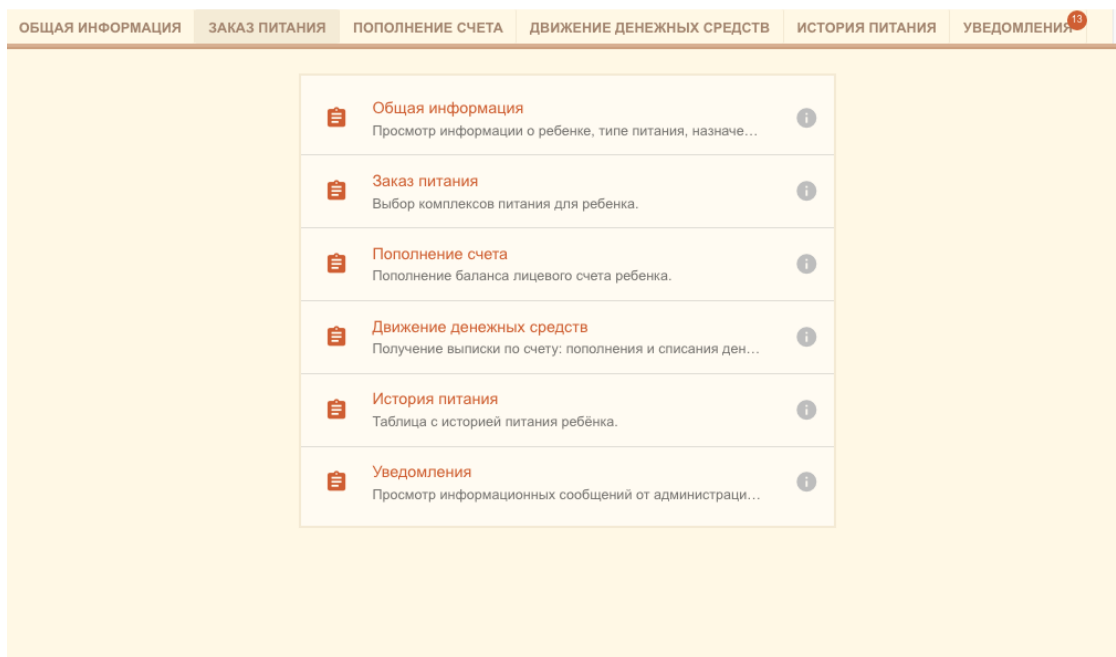 ОБЩАЯ ИНФОРМАЦИЯ ЗАКАЗ ПИТАНИЯ ПОПОЛНЕНИЕ СЧЕТА ДВИЖЕНИЕ ДЕНЕЖНЫХ СРЕДСТВ ИСТОРИЯ ПИТАНИЯ УВЕДОМЛЕНИЯ 13
Общая информация
Просмотр информации о ребенке, типе питания, назначе…
Заказ питания
Выбор комплексов питания для ребенка.
Пополнение счета
Пополнение баланса лицевого счета ребенка.
Движение денежных средств
Получение выписки по счету: пополнения и списания ден…
История питания
Таблица с историей питания ребёнка.
Уведомления
Просмотр информационных сообщений от администраци…